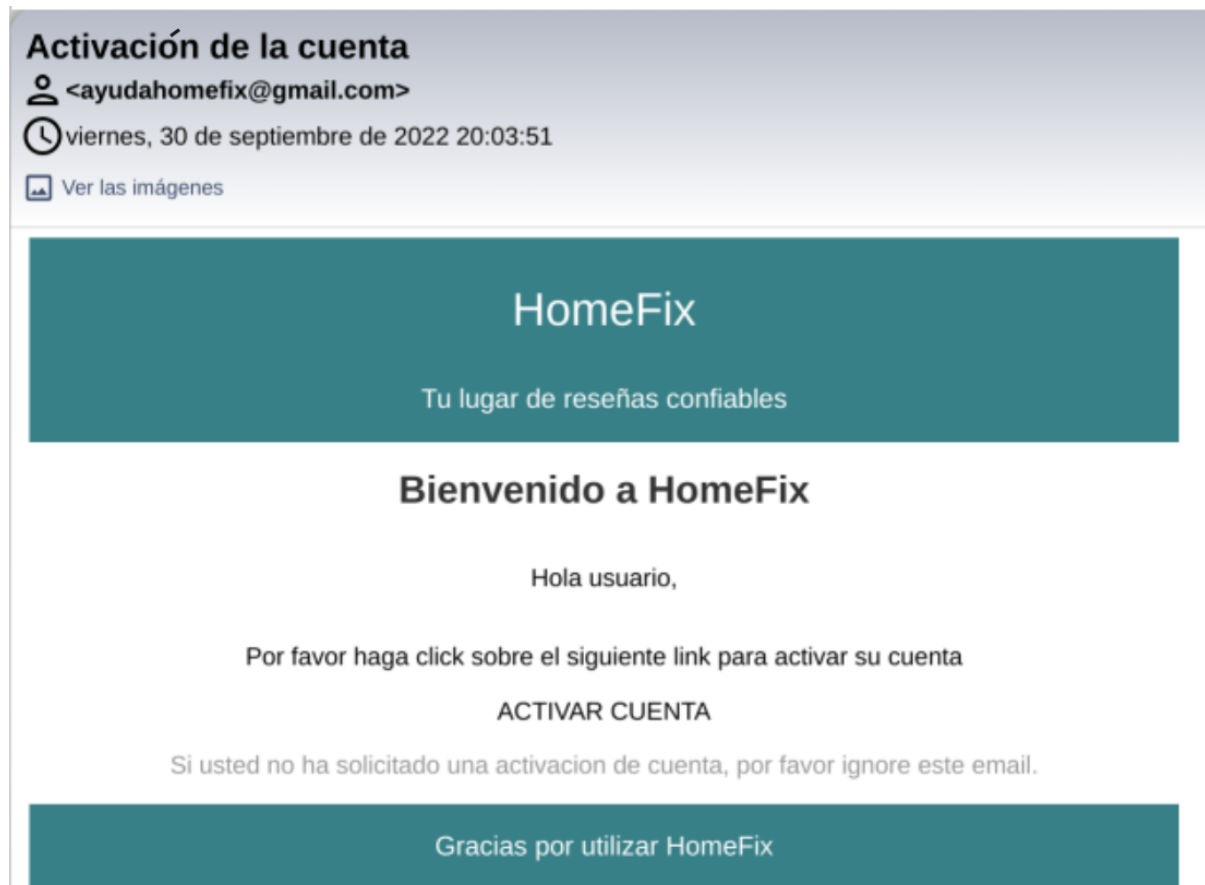 Activación de la cuenta
<ayudahomefix@gmail.com>
viernes, 30 de septiembre de 2022 20:03:51
Ver las imágenes
HomeFix
Tu lugar de reseñas confiables
Bienvenido a HomeFix
Hola usuario,
Por favor haga click sobre el siguiente link para activar su cuenta
ACTIVAR CUENTA
Si usted no ha solicitado una activacion de cuenta, por favor ignore este email.
Gracias por utilizar HomeFix